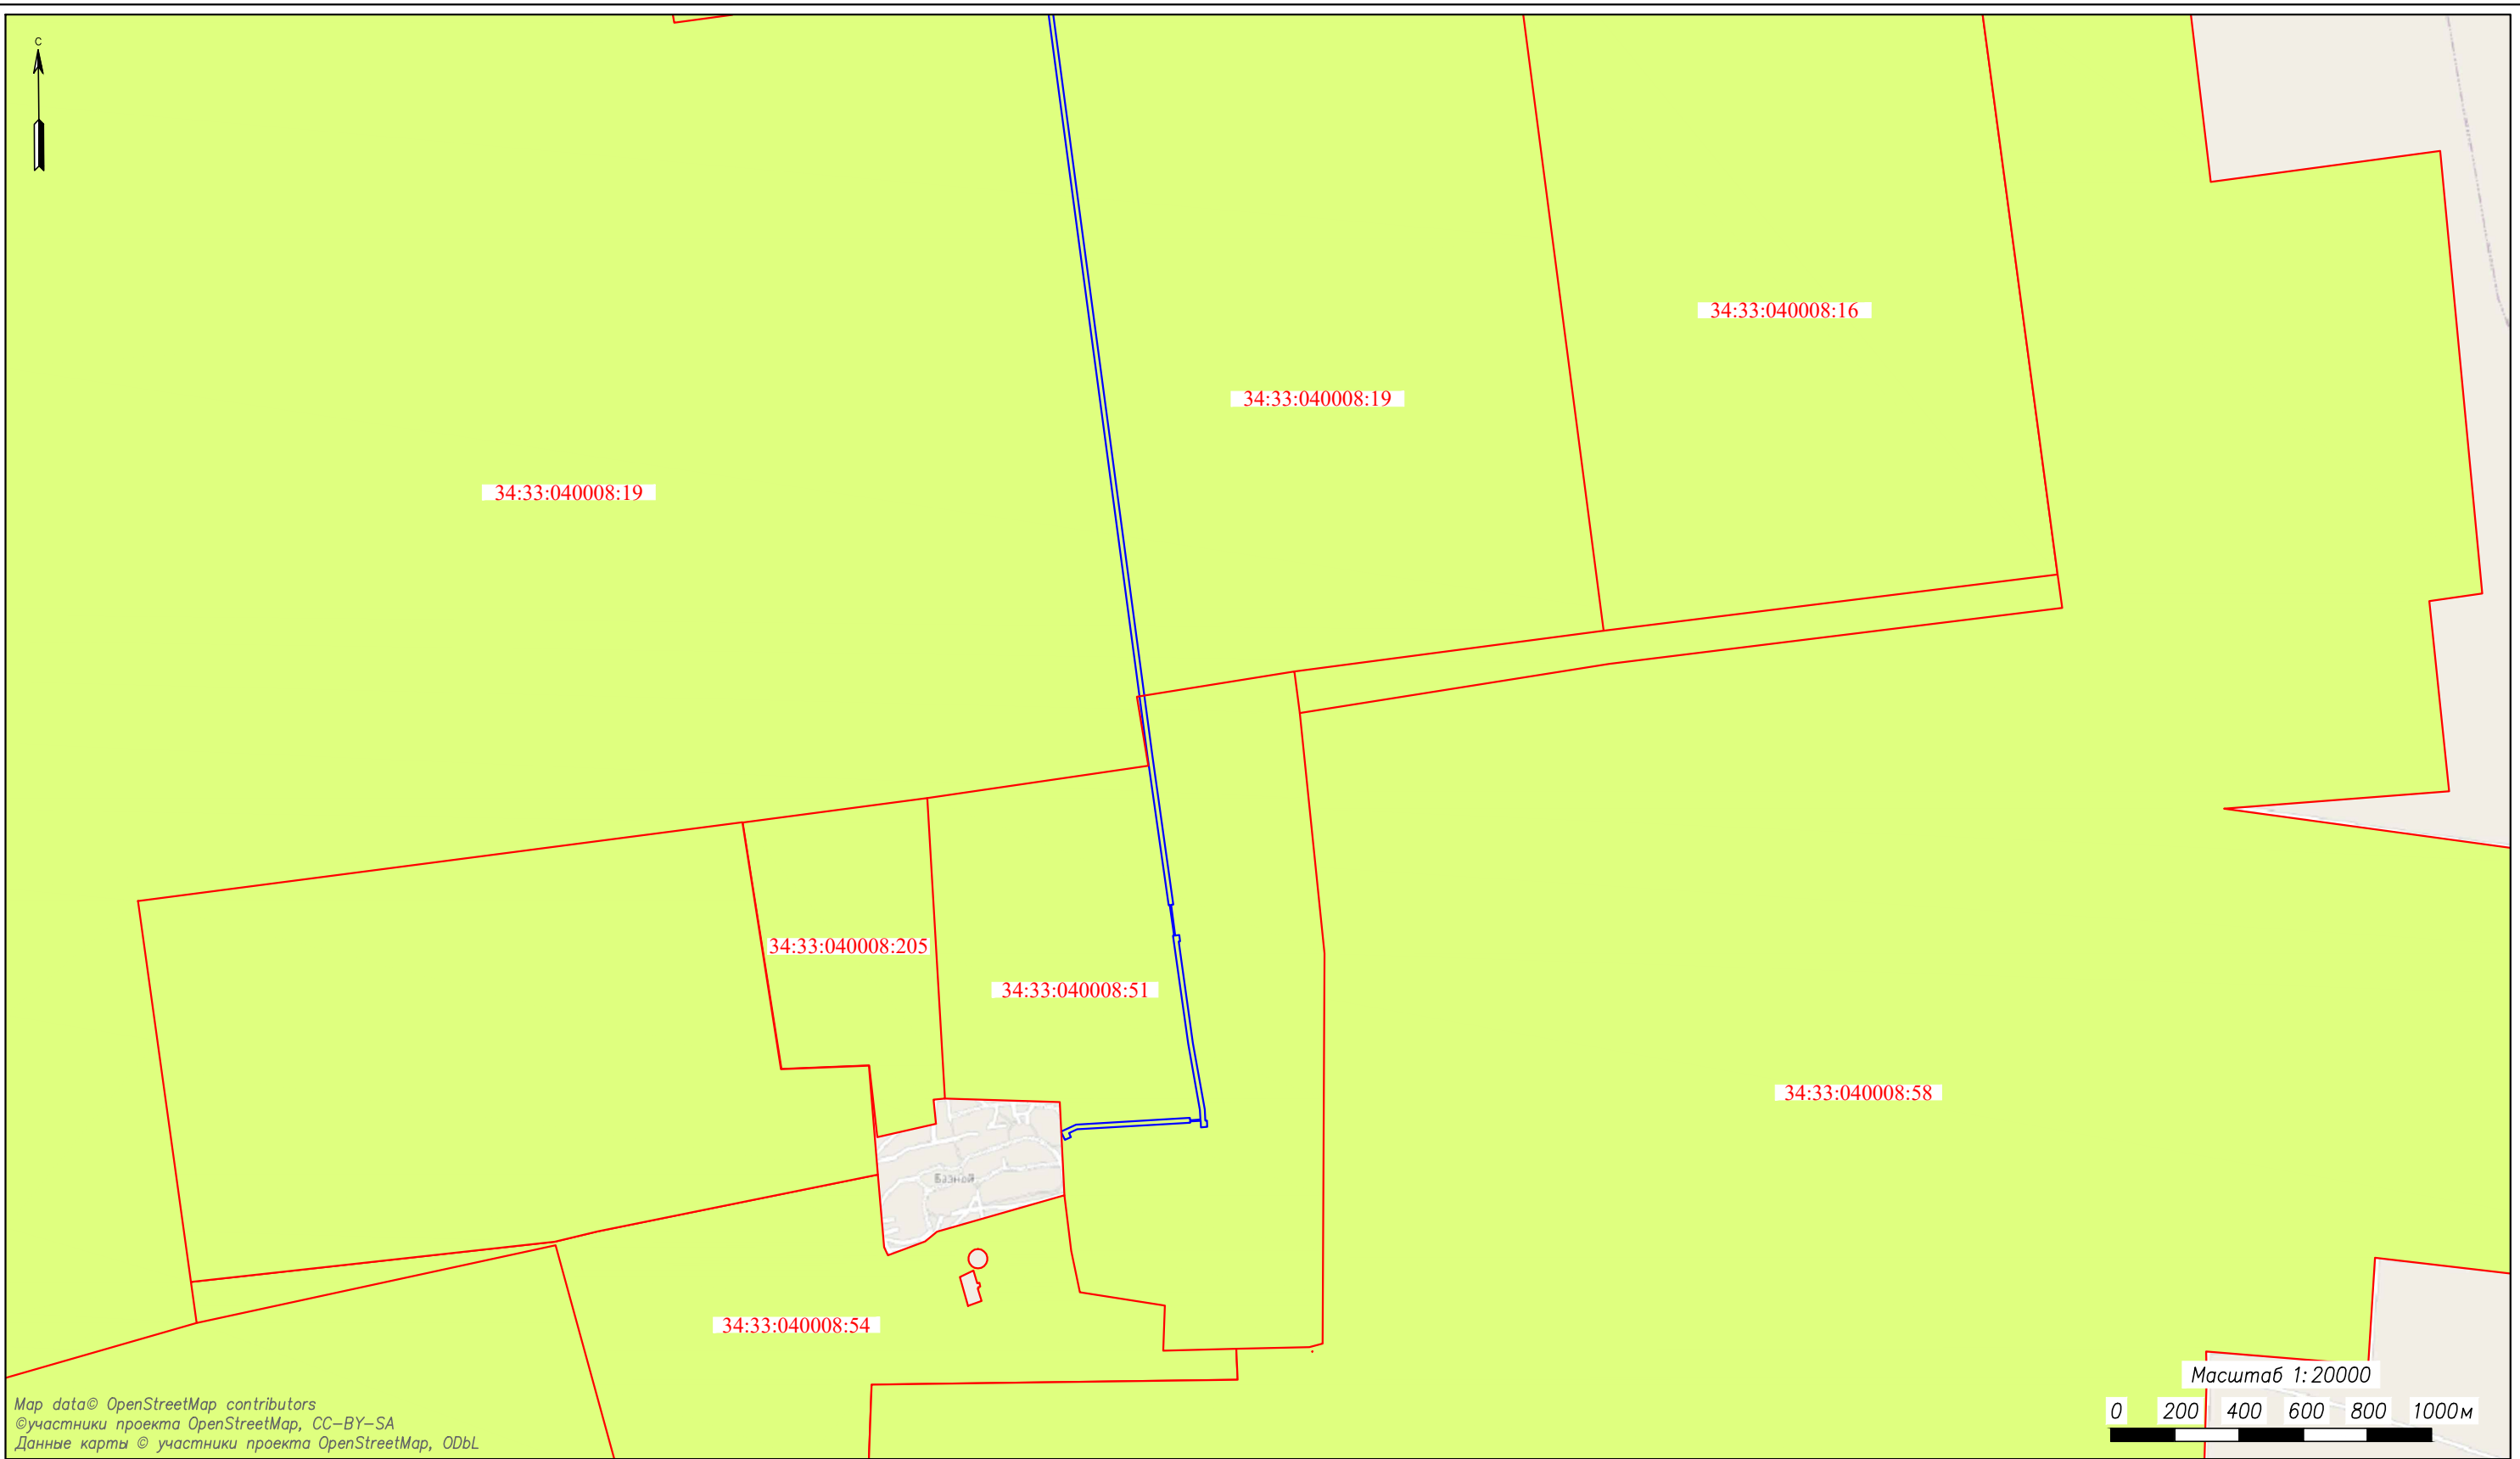 С
34:33:040008:16
34:33:040008:19
34:33:040008:19
34:33:040008:205
34:33:040008:51
34:33:040008:58
Базной
34:33:040008:54
Масштаб 1:20000
0 200 400 600 800 1000м
Map data© OpenStreetMap contributors
©участники проекта OpenStreetMap, CC-BY-SA
Данные карты © участники проекта OpenStreetMap, ODbL